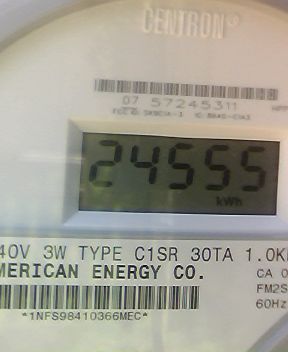 CENTRON®
07 57245311
24555
kWh
40V 3W TYPE C1SR 30TA 1.0K
MERICAN ENERGY CO.
CA 0
FM2S
60Hz
*1NFS98410366MEC*